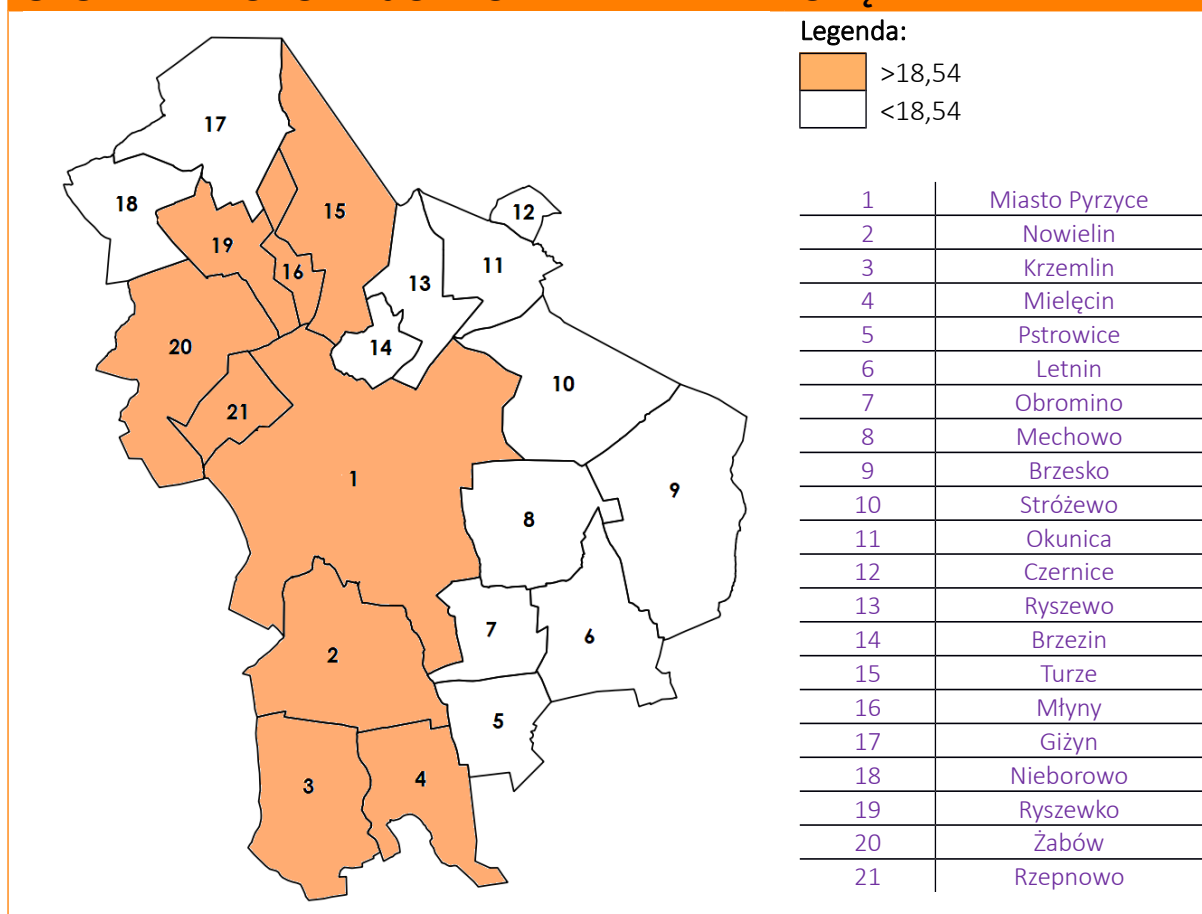 Legenda:
>18,54
<18,54
17
18
12
15
19
11
16
13
20
14
10
21
1
9
8
7
6
2
5
4
3
1 Miasto Pyrzyce
2 Nowielin
3 Krzemlin
4 Mielęcin
5 Pstrowice
6 Letnin
7 Obromino
8 Mechowo
9 Brzesko
10 Stróżewo
11 Okunica
12 Czernice
13 Ryszewo
14 Brzezin
15 Turze
16 Młyny
17 Giżyn
18 Nieborowo
19 Ryszewko
20 Żabów
21 Rzepnowo